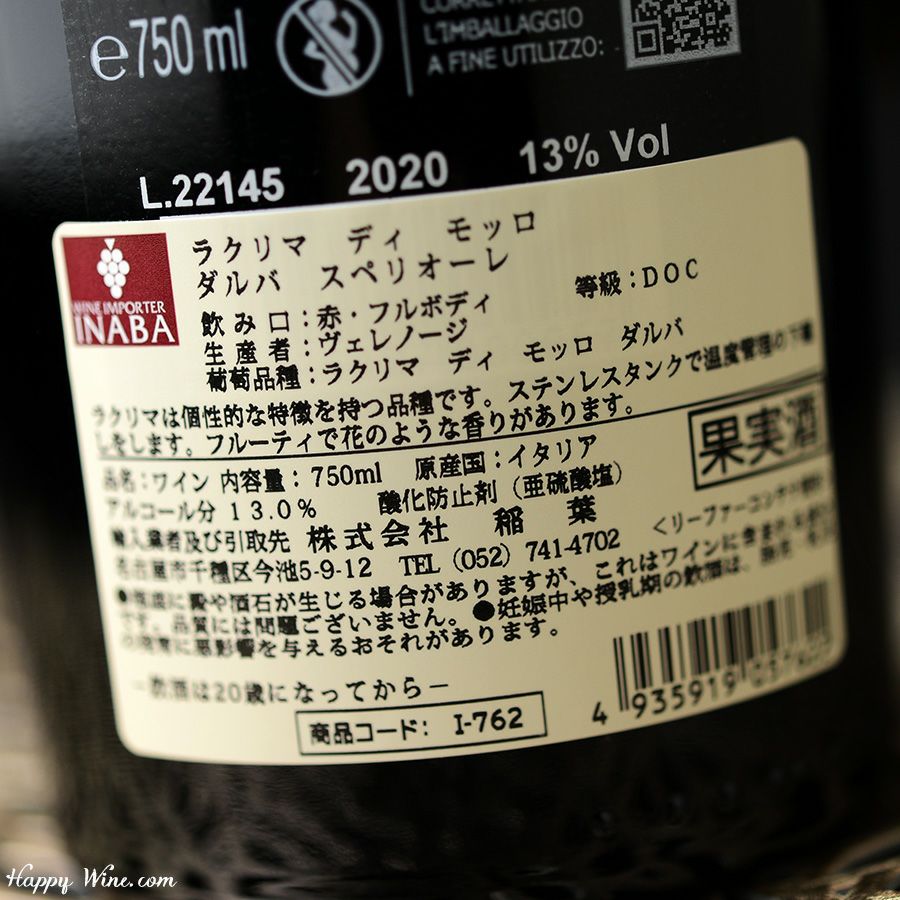 L'IMBALLAGGIO
A FINE UTILIZZO:
e750 ml
L.22145 2020 13% Vol
WINE IMPORTER
INABA
ラクリマ ディ モッロ
ダルバ スペリオーレ
飲み口:赤・フルボディ 等級:DOC
生産者:ヴェレノージ
葡萄品種:ラクリマ ディ モッロ ダルバ
ラクリマは個性的な特徴を持つ品種です。ステンレスタンクで温度管理の下
しをします。フルーティで花のような香りがあります。
果実酒
品名:ワイン 内容量:750ml 原産国:イタリア
アルコール分 13.0% 酸化防止剤(亜硫酸塩)
輸入業者及び引取先 株式会社 稲葉
<リーファーコンテナ
名古屋市千種区今池5-9-12 TEL(052)741-4702
澱や酒石が生じる場合がありますが、これはワインに含まれ
です。品質には問題ございません。●妊娠中や授乳期の飲酒は、
に悪影響を与えるおそれがあります。
-飲酒は20歳になってから-
商品コード: I-762
4 935919
Happy Wine.com